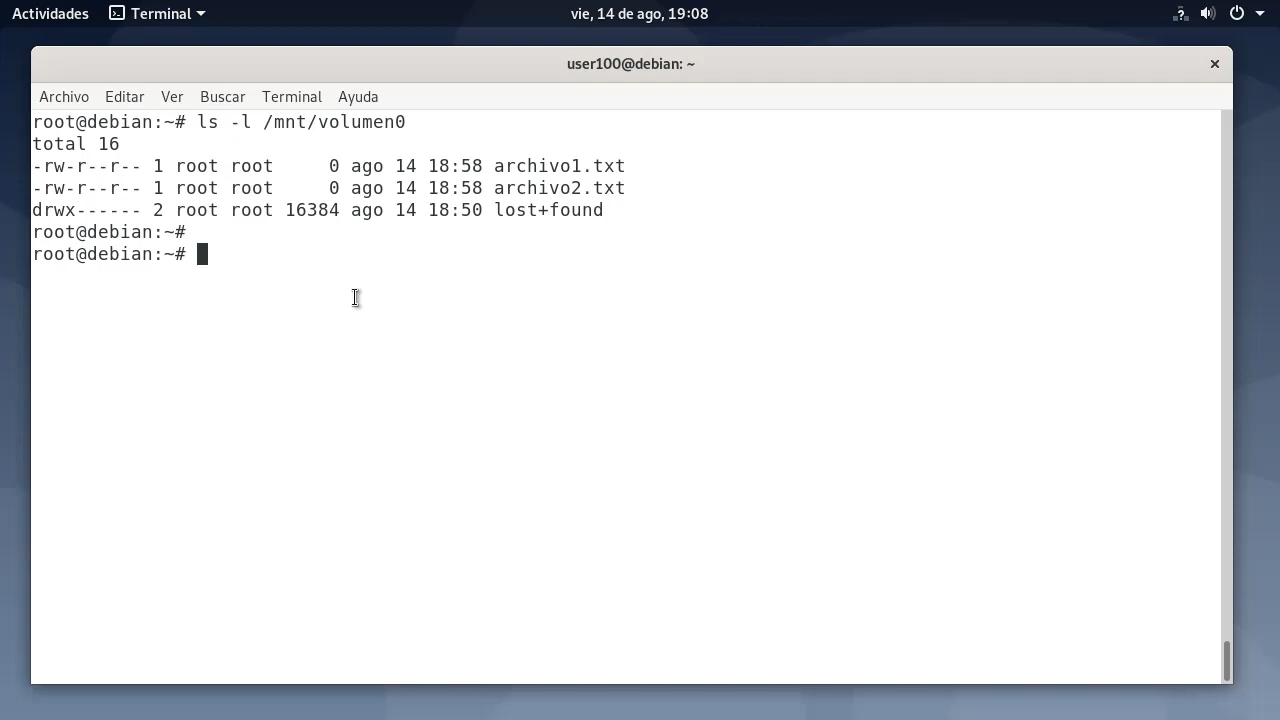 Actividades Terminal vie, 14 de ago, 19:08
user100@debian: ~
Archivo Editar Ver Buscar Terminal Ayuda
root@debian:~# ls -l /mnt/volumen0
total 16
-rw-r--r-- 1 root root     0 ago 14 18:58 archivo1.txt
-rw-r--r-- 1 root root     0 ago 14 18:58 archivo2.txt
drwx------ 2 root root 16384 ago 14 18:50 lost+found
root@debian:~#
root@debian:~#